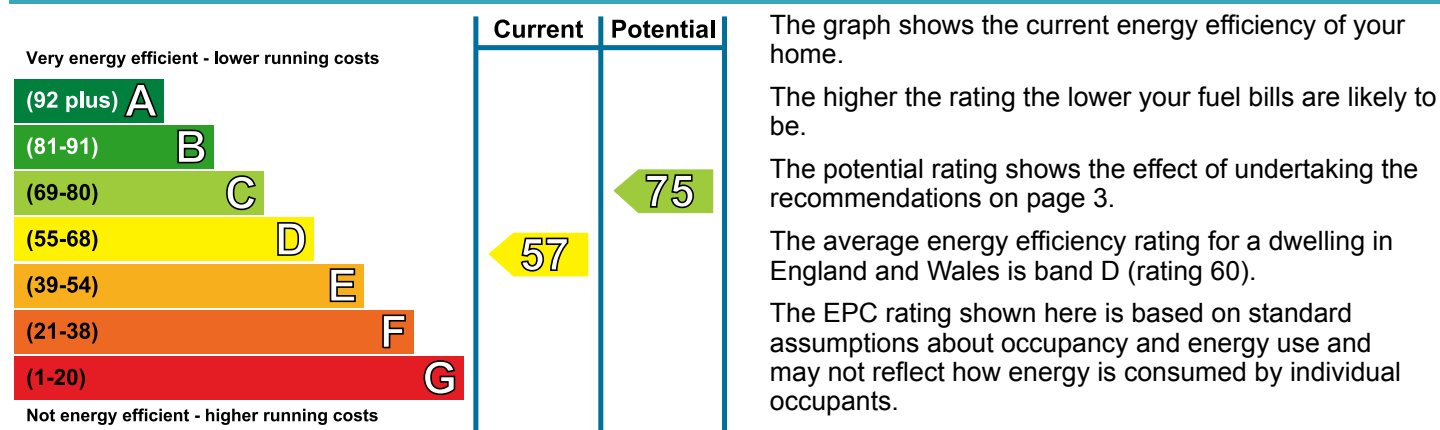 Current Potential
Very energy efficient - lower running costs
(92 plus) A
(81-91) B
(69-80) C
75
(55-68) D
57
(39-54) E
(21-38) F
(1-20) G
Not energy efficient - higher running costs
The graph shows the current energy efficiency of your
home.
The higher the rating the lower your fuel bills are likely to
be.
The potential rating shows the effect of undertaking the
recommendations on page 3.
The average energy efficiency rating for a dwelling in
England and Wales is band D (rating 60).
The EPC rating shown here is based on standard
assumptions about occupancy and energy use and
may not reflect how energy is consumed by individual
occupants.